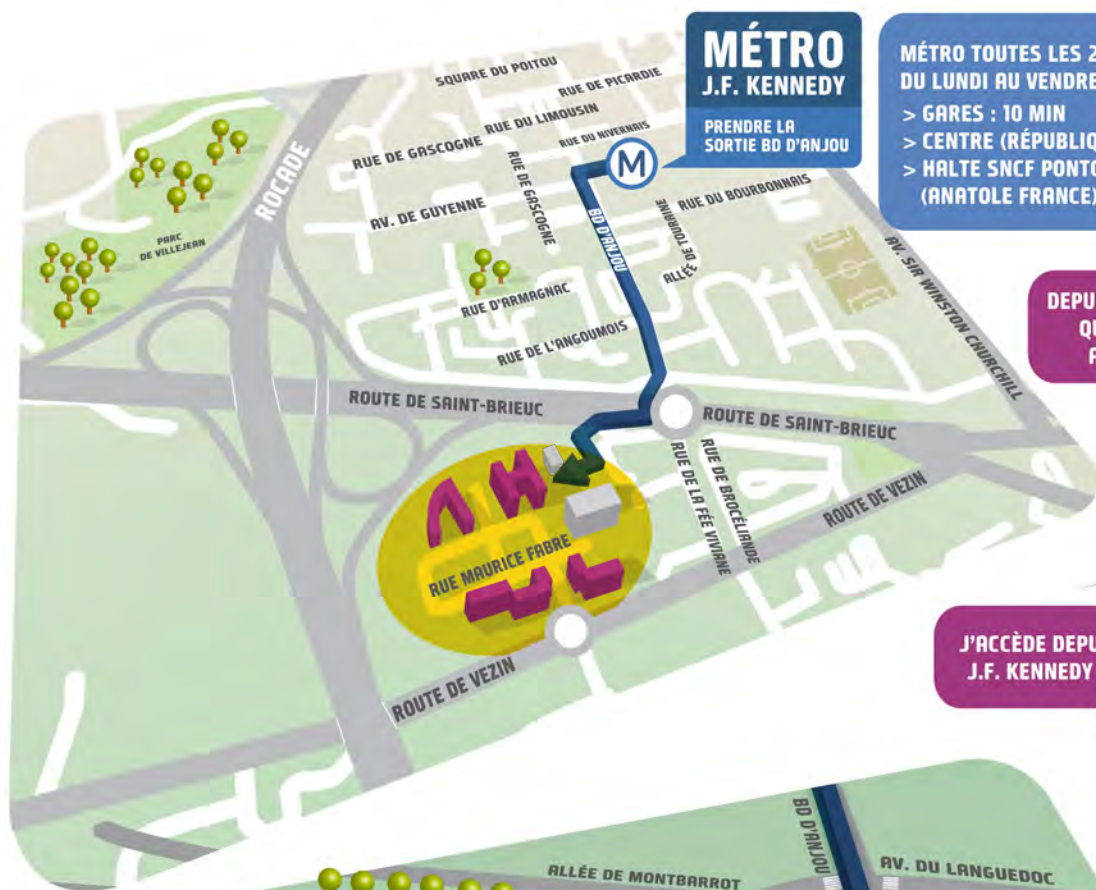 MÉTRO
J.F. KENNEDY
PRENDRE LA
SORTIE BD D'ANJOU
MÉTRO TOUTES LES 2
DU LUNDI AU VENDRE
> GARES : 10 MIN
> CENTRE (RÉPUBLIQ
> HALTE SNCF PONTC
(ANATOLE FRANCE)
SQUARE DU POITOU
RUE DE PICARDIE
RUE DU LIMOUSIN
RUE DU NIVERNAIS
RUE DE GASCOGNE
RUE DE GASCOGNE
M
RUE DU BOURBONNAIS
AV. DE GUYENNE
BD D'ANJOU
ALLÉE DE TOURAINE
ROCADE
PARC
DE VILLEJEAN
AV. SIR WINSTON CHURCHILL
RUE D'ARMAGNAC
RUE DE L'ANGOUMOIS
DEPU
QU
A
ROUTE DE SAINT-BRIEUC
ROUTE DE SAINT-BRIEUC
RUE DE BROCÉLIANDE
RUE DE LA FÉE VIVIANE
ROUTE DE VEZIN
RUE MAURICE FABRE
ROUTE DE VEZIN
J'ACCÈDE DEPU
J.F. KENNEDY
BD D'ANJOU
ALLÉE DE MONTBARROT
AV. DU LANGUEDOC